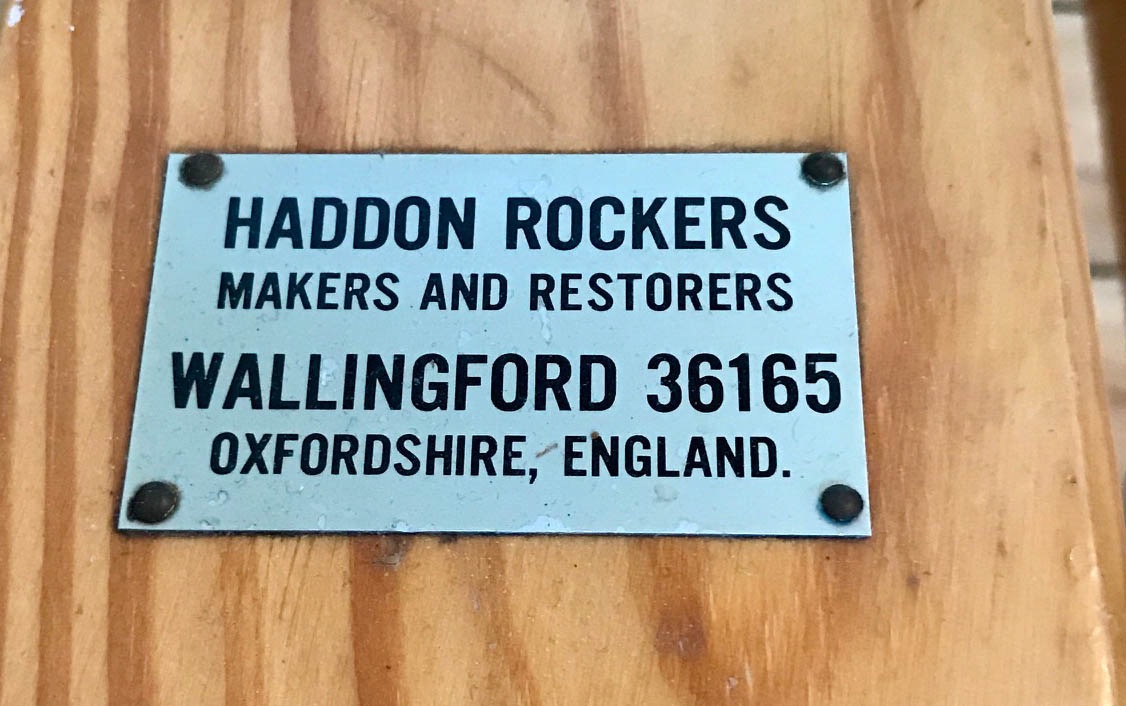 HADDON ROCKERS
MAKERS AND RESTORERS
WALLINGFORD 36165
OXFORDSHIRE, ENGLAND.